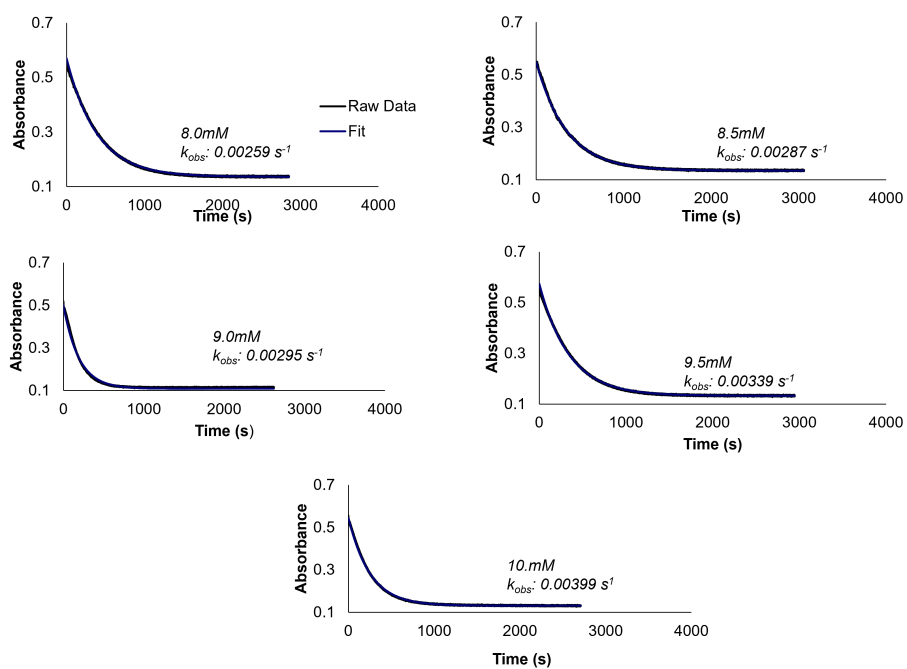 0.7
0.5
0.3
0.1
Absorbance
Raw Data
Fit
8.0mM
kobs: 0.00259 s-1
0 1000 2000 3000 4000
Time (s)
0.7
0.5
0.3
0.1
Absorbance
8.5mM
kobs: 0.00287 s-1
0 1000 2000 3000 4000
Time (s)
0.7
0.5
0.3
0.1
Absorbance
9.0mM
kobs: 0.00295 s-1
0 1000 2000 3000 4000
Time (s)
0.7
0.5
0.3
0.1
Absorbance
9.5mM
kobs: 0.00339 s-1
0 1000 2000 3000 4000
Time (s)
0.7
0.5
0.3
0.1
Absorbance
10.mM
kobs: 0.00399 s1
0 1000 2000 3000 4000
Time (s)